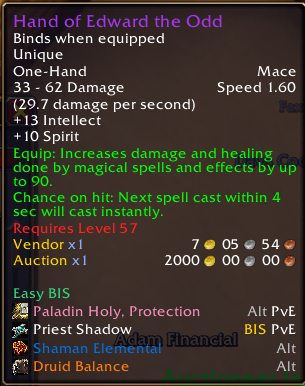 Hand of Edward the Odd
Binds when equipped
Unique
One-Hand Mace
33 - 62 Damage Speed 1.60
(29.7 damage per second)
+13 Intellect
+10 Spirit
Equip: Increases damage and healing
done by magical spells and effects by up
to 90.
Chance on hit: Next spell cast within 4
sec will cast instantly.
Requires Level 57
Vendor x1 7 05 54
Auction x1 2000 00 00
Easy BIS
Paladin Holy, Protection Alt PvE
Priest Shadow BIS PvE
Adam Financial
Shaman Elemental Alt
Druid Balance Alt